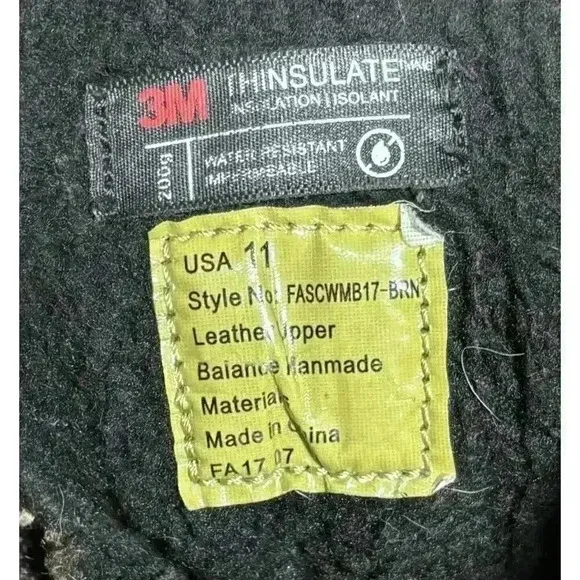 3M THINSULATE
INSULATION | ISOLANT
200g
WATER RESISTANT
IMPERMEABLE
USA 11
Style No: FASCWMB17-BRN
Leather Upper
Balance Manmade
Materials
Made in China
FA17 07